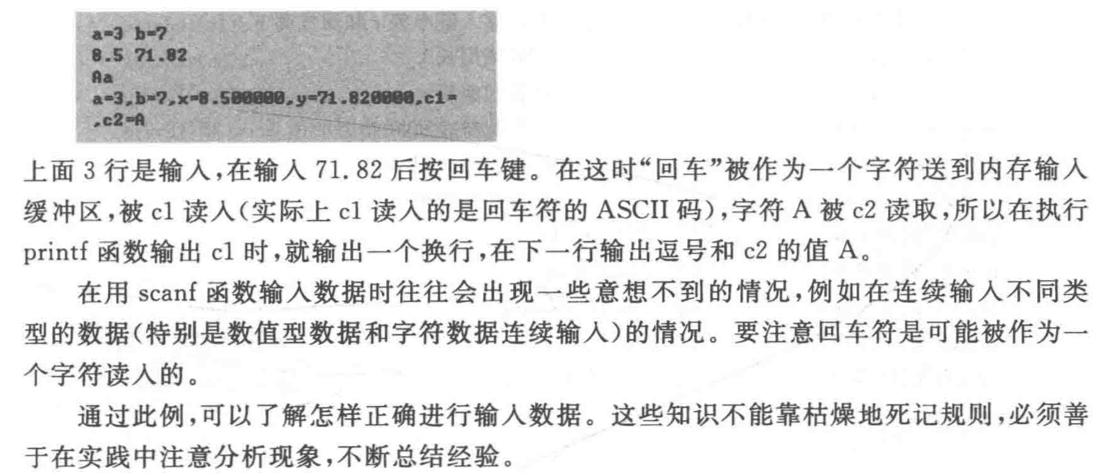 a=3 b=7
8.5 71.82
Aa
a=3,b=7,x=8.500000,y=71.820000,c1=
,c2=A
上面 3 行是输入,在输入 71.82 后按回车键。在这时“回车”被作为一个字符送到内存输入
缓冲区,被 c1 读入(实际上 c1 读入的是回车符的 ASCII 码),字符 A 被 c2 读取,所以在执行
printf 函数输出 c1 时,就输出一个换行,在下一行输出逗号和 c2 的值 A。
在用 scanf 函数输入数据时往往会出现一些意想不到的情况,例如在连续输入不同类
型的数据(特别是数值型数据和字符数据连续输入)的情况。要注意回车符是可能被作为一
个字符读入的。
通过此例,可以了解怎样正确进行输入数据。这些知识不能靠枯燥地死记规则,必须善
于在实践中注意分析现象,不断总结经验。